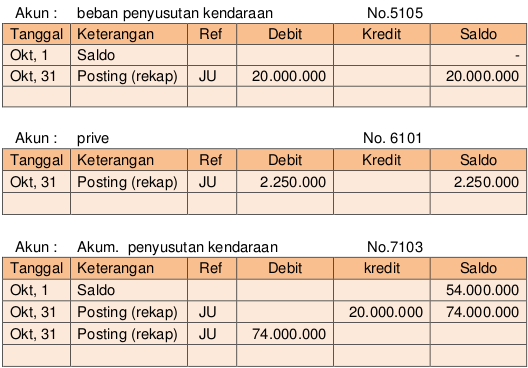 Akun : beban penyusutan kendaraan No.5105
Tanggal Keterangan Ref Debit Kredit Saldo
Okt, 1 Saldo -
Okt, 31 Posting (rekap) JU 20.000.000 20.000.000
Akun : prive No. 6101
Tanggal Keterangan Ref Debit Kredit Saldo
Okt, 31 Posting (rekap) JU 2.250.000 2.250.000
Akun : Akum. penyusutan kendaraan No.7103
Tanggal Keterangan Ref Debit kredit Saldo
Okt, 1 Saldo 54.000.000
Okt, 31 Posting (rekap) JU 20.000.000 74.000.000
Okt, 31 Posting (rekap) JU 74.000.000